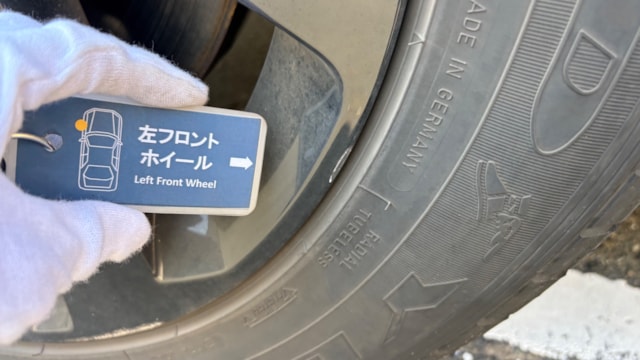 左フロント
ホイール
Left Front Wheel
MADE IN GERMANY
RADIAL
TUBELESS
D